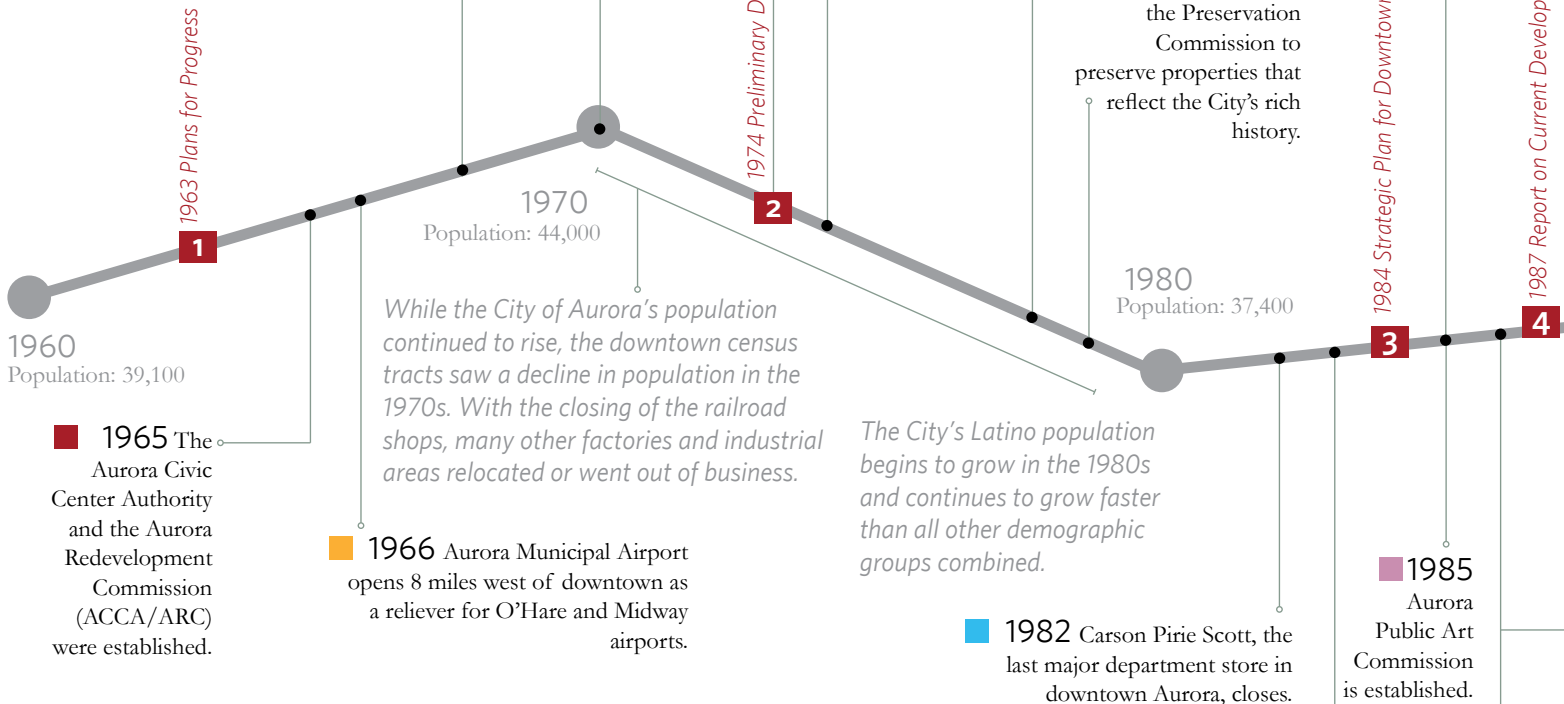 1963 Plans for Progress
1974 Preliminary D
the Preservation
Commission to
preserve properties that
reflect the City’s rich
history.
1984 Strategic Plan for Downtown
1987 Report on Current Develop
1
2
3
4
1960
Population: 39,100
1970
Population: 44,000
1980
Population: 37,400
While the City of Aurora’s population
continued to rise, the downtown census
tracts saw a decline in population in the
1970s. With the closing of the railroad
shops, many other factories and industrial
areas relocated or went out of business.
The City’s Latino population
begins to grow in the 1980s
and continues to grow faster
than all other demographic
groups combined.
1965 The
Aurora Civic
Center Authority
and the Aurora
Redevelopment
Commission
(ACCA/ARC)
were established.
1966 Aurora Municipal Airport
opens 8 miles west of downtown as
a reliever for O’Hare and Midway
airports.
1982 Carson Pirie Scott, the
last major department store in
downtown Aurora, closes.
1985
Aurora
Public Art
Commission
is established.